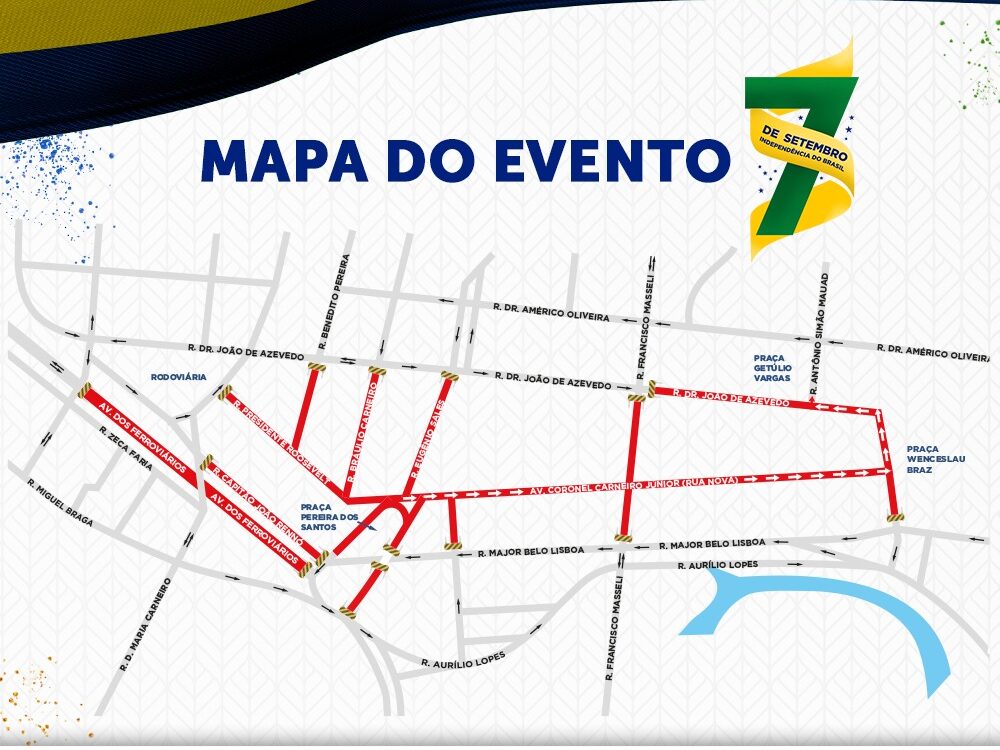 MAPA DO EVENTO
7
DE SETEMBRO
INDEPENDÊNCIA DO BRASIL
R. BENEDITO PEREIRA
R. DR. AMÉRICO OLIVEIRA
R. FRANCISCO MASSELI
R. ANTÔNIO SIMÃO MAUAD
R. DR. AMÉRICO OLIVEIRA
R. DR. JOÃO DE AZEVEDO
R. DR. JOÃO DE AZEVEDO
PRAÇA
GETÚLIO
VARGAS
RODOVIÁRIA
R. DR. JOÃO DE AZEVEDO
AV. DOS FERROVIÁRIOS
R. ZECA FARIA
R. PRESIDENTE ROOSEVELT
R. BRAULIO CARNEIRO
R. EUGENIO SALES
PRAÇA
WENCESLAU
BRAZ
R. CAPITÃO JOÃO RENNÓ
AV. DOS FERROVIÁRIOS
AV. CORONEL CARNEIRO JUNIOR (RUA NOVA)
R. MIGUEL BRAGA
PRAÇA
PEREIRA DOS
SANTOS
R. MAJOR BELO LISBOA
R. MAJOR BELO LISBOA
R. AURÍLIO LOPES
R. D. MARIA CARNEIRO
R. FRANCISCO MASSELI
R. AURÍLIO LOPES